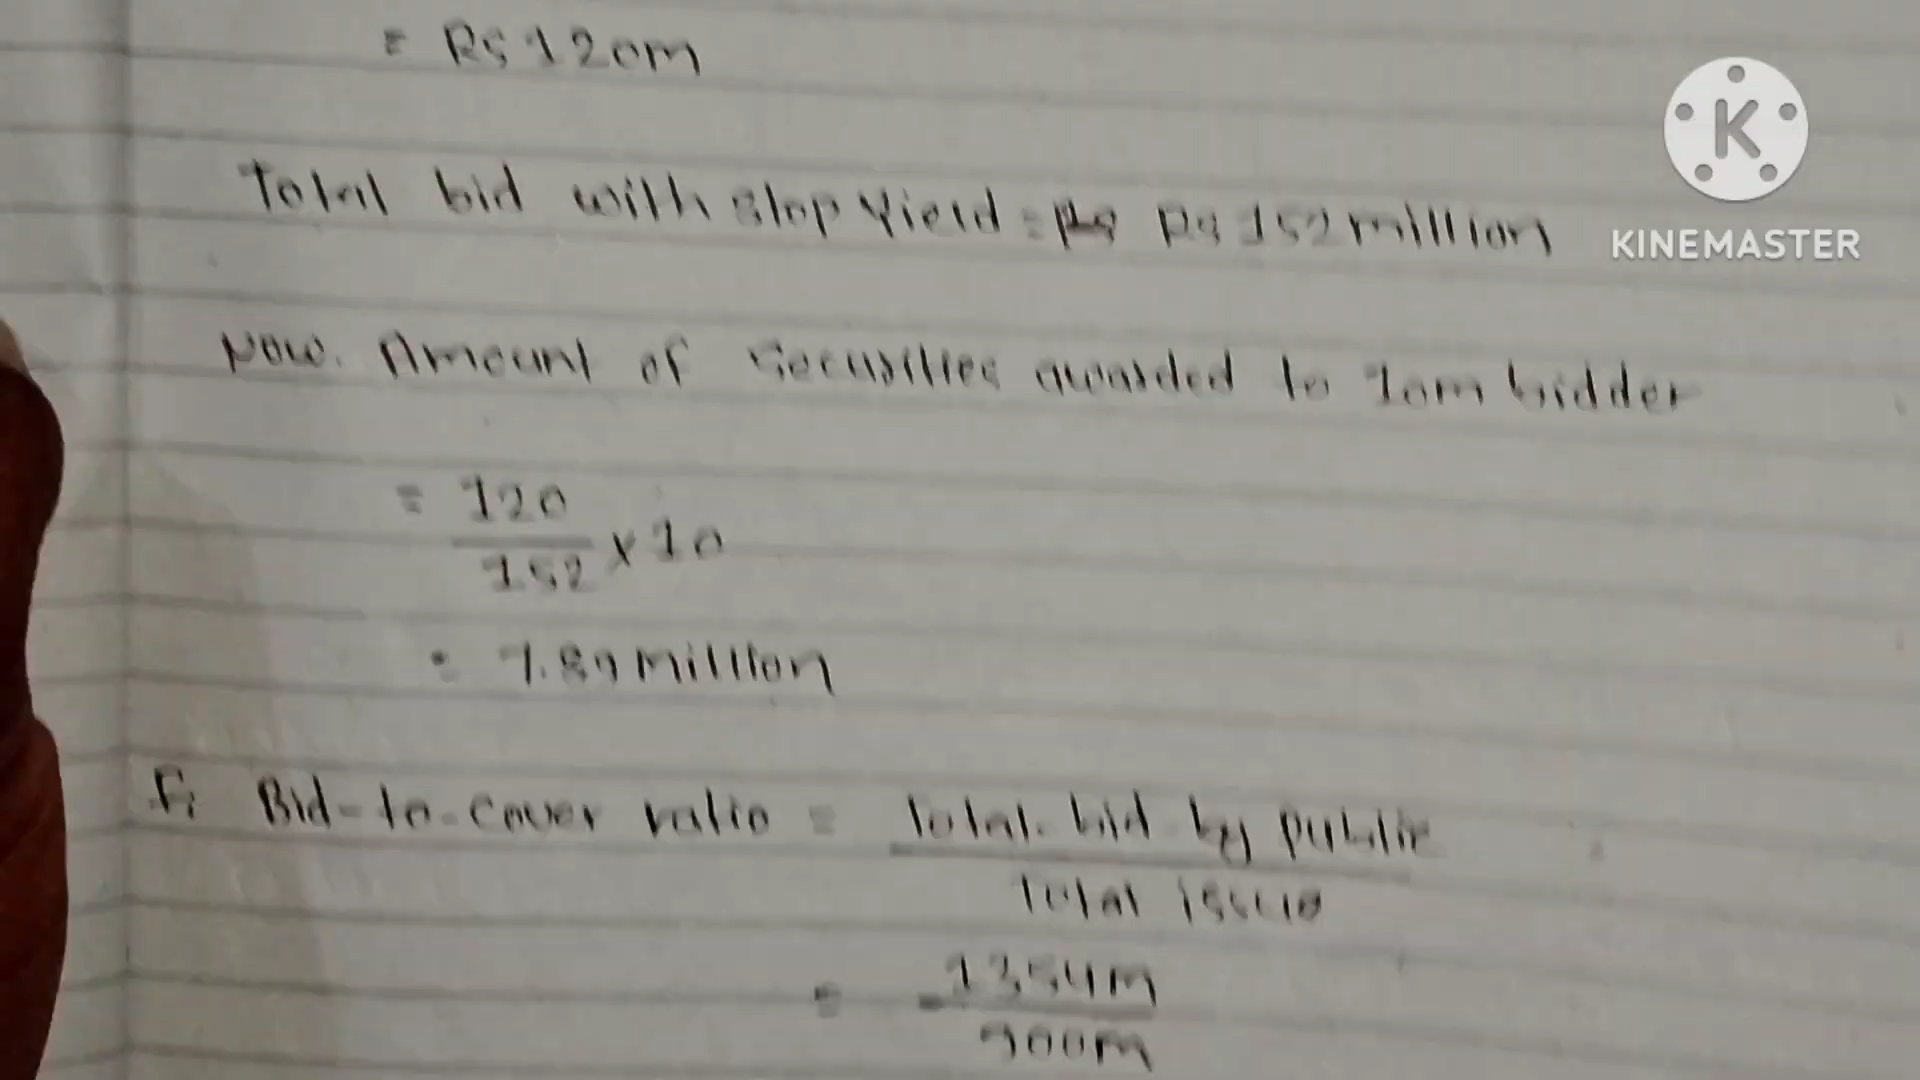 = Rs 120m
KINEMASTER
Total bid with stop yield = Rs 152 million
Now. Amount of securities awarded to 10m bidder
= 120
152 × 10
= 7.89 million
F. Bid-to-cover ratio = Total bid by public
Total issue
= 1354m
900m